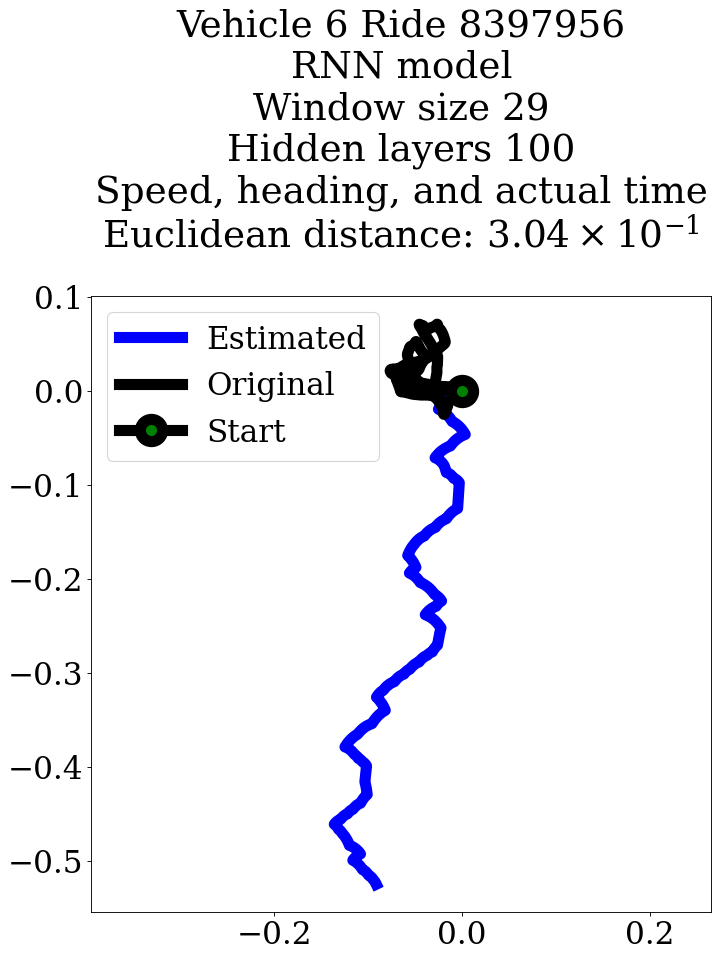 Vehicle 6 Ride 8397956
RNN model
Window size 29
Hidden layers 100
Speed, heading, and actual time
Euclidean distance: 3.04 × 10⁻¹
0.1
0.0
−0.1
−0.2
−0.3
−0.4
−0.5
Estimated
Original
Start
−0.2 0.0 0.2